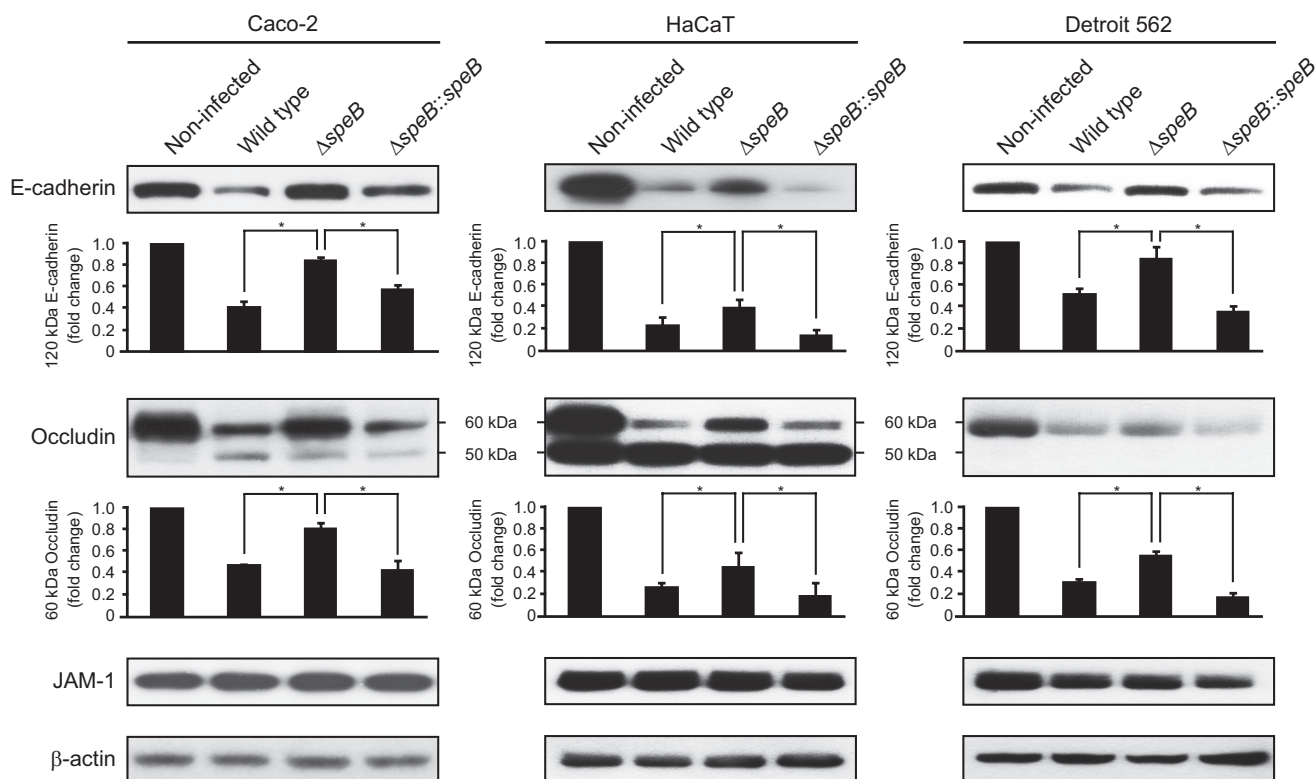 Caco-2
HaCaT
Detroit 562
Non-infected
Wild type
ΔspeB
ΔspeB::speB
Non-infected
Wild type
ΔspeB
ΔspeB::speB
Non-infected
Wild type
ΔspeB
ΔspeB::speB
E-cadherin
120 kDa E-cadherin
(fold change)
1.0
0.8
0.6
0.4
0.2
0
*
*
120 kDa E-cadherin
(fold change)
1.0
0.8
0.6
0.4
0.2
0
*
*
120 kDa E-cadherin
(fold change)
1.0
0.8
0.6
0.4
0.2
0
*
*
Occludin
60 kDa
50 kDa
60 kDa
50 kDa
60 kDa Occludin
(fold change)
1.0
0.8
0.6
0.4
0.2
0
*
*
60 kDa Occludin
(fold change)
1.0
0.8
0.6
0.4
0.2
0
*
*
60 kDa Occludin
(fold change)
1.0
0.8
0.6
0.4
0.2
0
*
*
JAM-1
β-actin